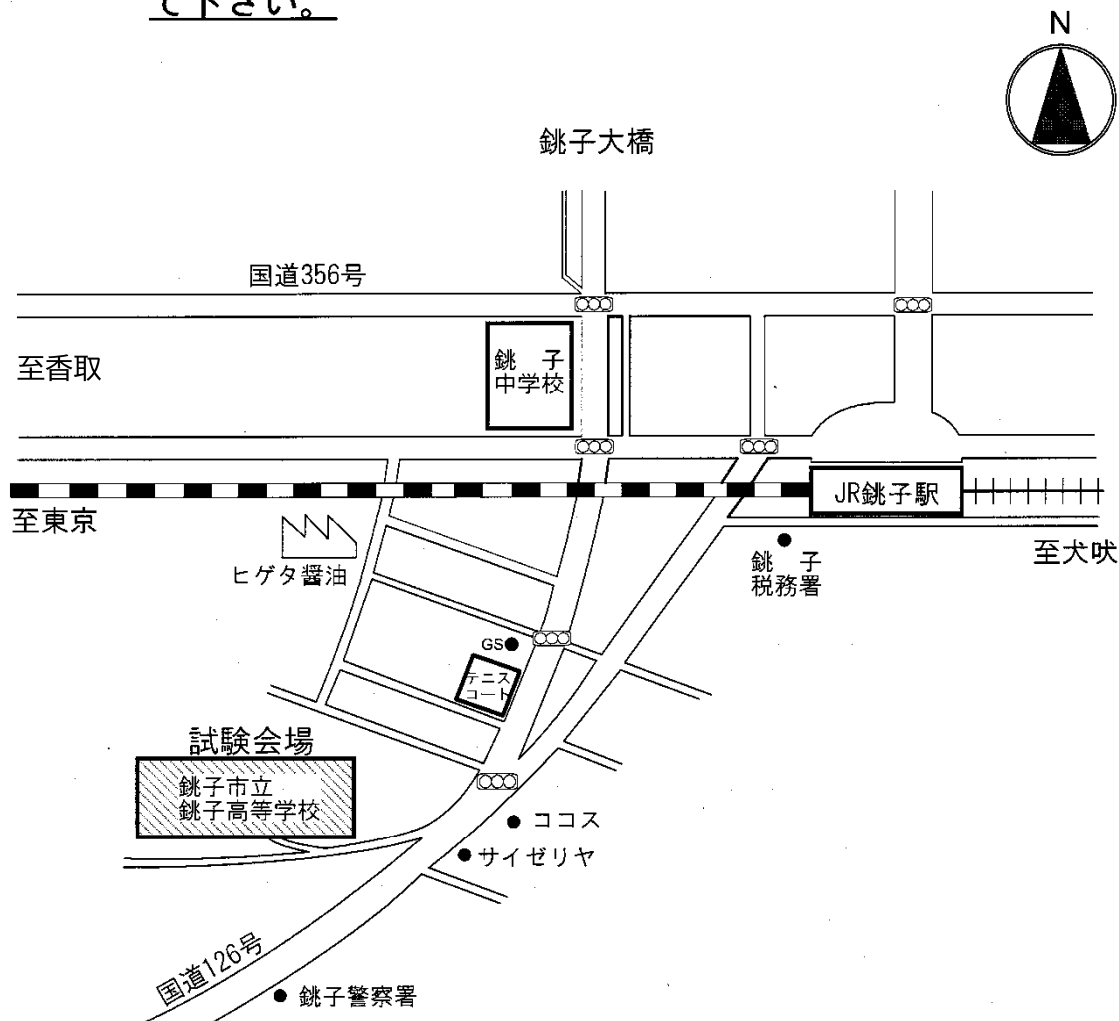 て下さい。
N
銚子大橋
国道356号
至香取
銚　子
中学校
JR銚子駅
至東京
至犬吠
ヒゲタ醤油
銚　子
税務署
GS
テニス
コート
試験会場
銚子市立
銚子高等学校
ココス
サイゼリヤ
国道126号
銚子警察署